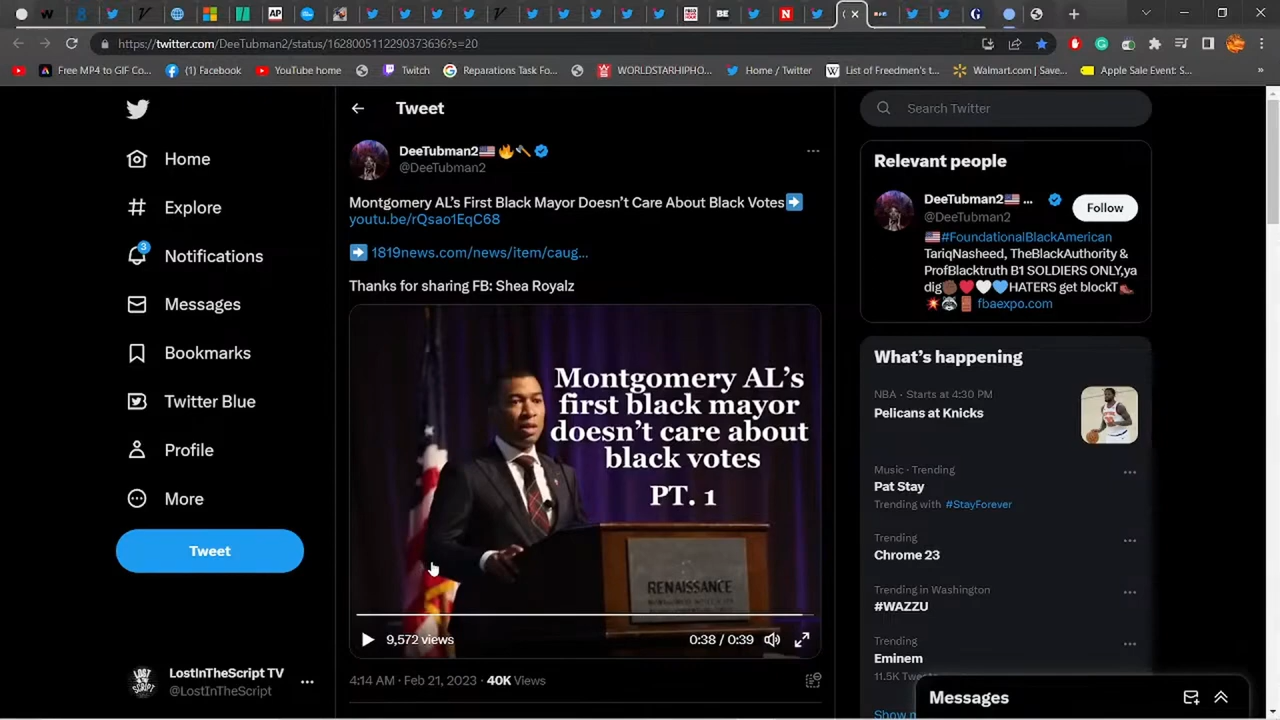 https://twitter.com/DeeTubman2/status/1628005112290373636?s=20
Free MP4 to GIF Co...
(1) Facebook
YouTube home
Twitch
Reparations Task Fo...
WORLDSTARHIPHO...
Home / Twitter
List of Freedmen's t...
Walmart.com | Save...
Apple Sale Event: S...
»
Home
Explore
3
Notifications
Messages
Bookmarks
Twitter Blue
Profile
More
Tweet
LostInTheScript TV
@LostInTheScript
Tweet
DeeTubman2🇺🇸🔥🪓
@DeeTubman2
Montgomery AL's First Black Mayor Doesn't Care About Black Votes➡️
youtu.be/rQsao1EqC68
➡️ 1819news.com/news/item/caug...
Thanks for sharing FB: Shea Royalz
Montgomery AL's
first black mayor
doesn't care about
black votes
PT. 1
RENAISSANCE
9,572 views
0:38 / 0:39
4:14 AM · Feb 21, 2023 · 40K Views
Search Twitter
Relevant people
DeeTubman2🇺🇸 ...
@DeeTubman2
Follow
🇺🇸#FoundationalBlackAmerican
TariqNasheed, TheBlackAuthority &
ProfBlacktruth B1 SOLDIERS ONLY,ya
dig✊🏿❤️🤍💙HATERS get blockT👞
💥🦝🚪 fbaexpo.com
What's happening
NBA · Starts at 4:30 PM
Pelicans at Knicks
Music · Trending
Pat Stay
Trending with #StayForever
Trending
Chrome 23
Trending in Washington
#WAZZU
Trending
Eminem
11.5K Twe
Show m
Messages